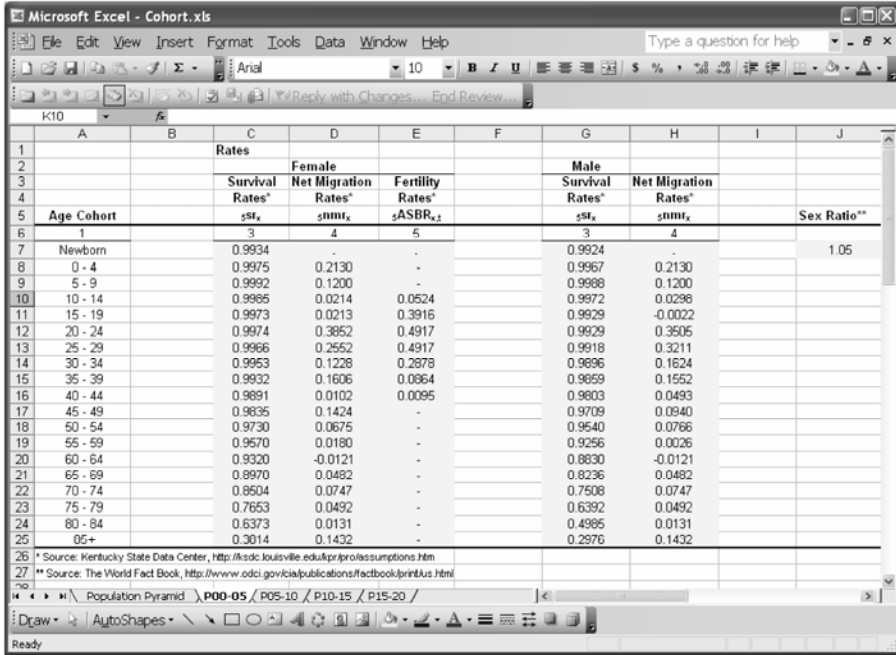 Microsoft Excel - Cohort.xls
File Edit View Insert Format Tools Data Window Help Type a question for help
Arial 10 B I U $ % ,
Reply with Changes... End Review...
K10 fx
A B C D E F G H I J
1 Rates
2 Female Male
3 Survival Net Migration Fertility Survival Net Migration
4 Rates* Rates* Rates* Rates* Rates*
5 Age Cohort 5srx 5nmrx 5ASBRx,t 5srx 5nmrx Sex Ratio**
6 1 3 4 5 3 4
7 Newborn 0.9934 . . 0.9924 . 1.05
8 0 - 4 0.9975 0.2130 - 0.9967 0.2130
9 5 - 9 0.9992 0.1200 - 0.9988 0.1200
10 10 - 14 0.9985 0.0214 0.0524 0.9972 0.0298
11 15 - 19 0.9973 0.0213 0.3916 0.9929 -0.0022
12 20 - 24 0.9974 0.3852 0.4917 0.9929 0.3505
13 25 - 29 0.9966 0.2552 0.4917 0.9918 0.3211
14 30 - 34 0.9953 0.1228 0.2878 0.9896 0.1624
15 35 - 39 0.9932 0.1606 0.0864 0.9859 0.1552
16 40 - 44 0.9891 0.0102 0.0095 0.9803 0.0493
17 45 - 49 0.9835 0.1424 - 0.9709 0.0940
18 50 - 54 0.9730 0.0675 - 0.9540 0.0766
19 55 - 59 0.9570 0.0180 - 0.9256 0.0026
20 60 - 64 0.9320 -0.0121 - 0.8830 -0.0121
21 65 - 69 0.8970 0.0482 - 0.8236 0.0482
22 70 - 74 0.8504 0.0747 - 0.7508 0.0747
23 75 - 79 0.7653 0.0492 - 0.6392 0.0492
24 80 - 84 0.6373 0.0131 - 0.4985 0.0131
25 85+ 0.3814 0.1432 - 0.2976 0.1432
26 * Source: Kentucky State Data Center, http://ksdc.louisville.edu/kpr/pro/assumptions.htm
27 ** Source: The World Fact Book, http://www.odci.gov/cia/publications/factbook/print/us.html
Population Pyramid P00-05 P05-10 P10-15 P15-20
Draw AutoShapes
Ready